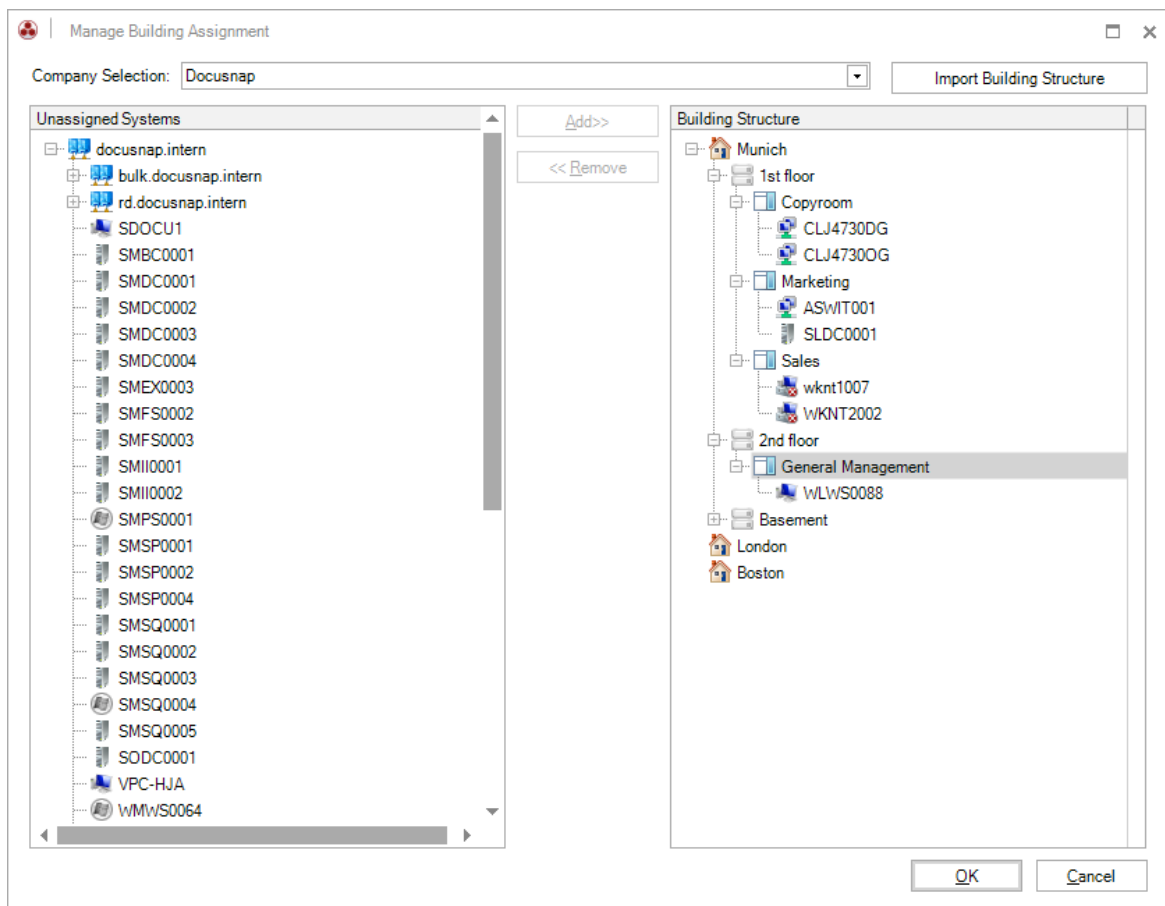 Manage Building Assignment
Company Selection: Docusnap
Import Building Structure
Unassigned Systems
docusnap.intern
bulk.docusnap.intern
rd.docusnap.intern
SDOCU1
SMBC0001
SMDC0001
SMDC0002
SMDC0003
SMDC0004
SMEX0003
SMFS0002
SMFS0003
SMII0001
SMII0002
SMPS0001
SMSP0001
SMSP0002
SMSP0004
SMSQ0001
SMSQ0002
SMSQ0003
SMSQ0004
SMSQ0005
SODC0001
VPC-HJA
WMWS0064
Add>>
<< Remove
Building Structure
Munich
1st floor
Copyroom
CLJ4730DG
CLJ4730OG
Marketing
ASWIT001
SLDC0001
Sales
wknt1007
WKNT2002
2nd floor
General Management
WLWS0088
Basement
London
Boston
OK
Cancel